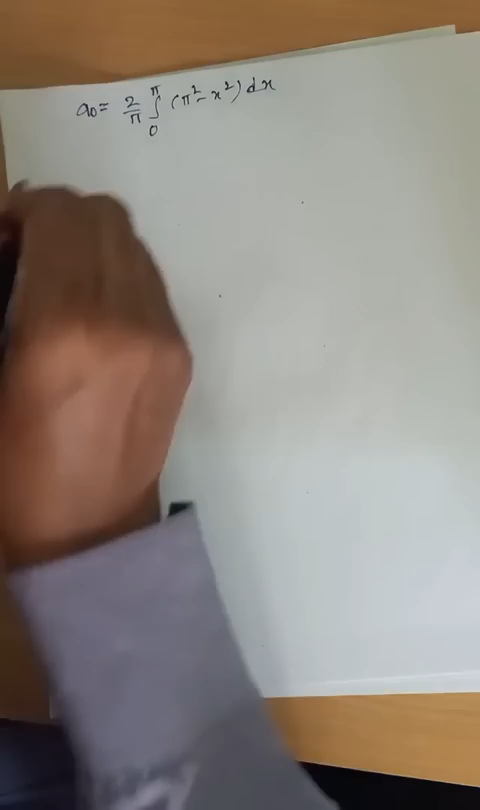 a₀ = 2/π ∫₀^π (π² - x²) dx